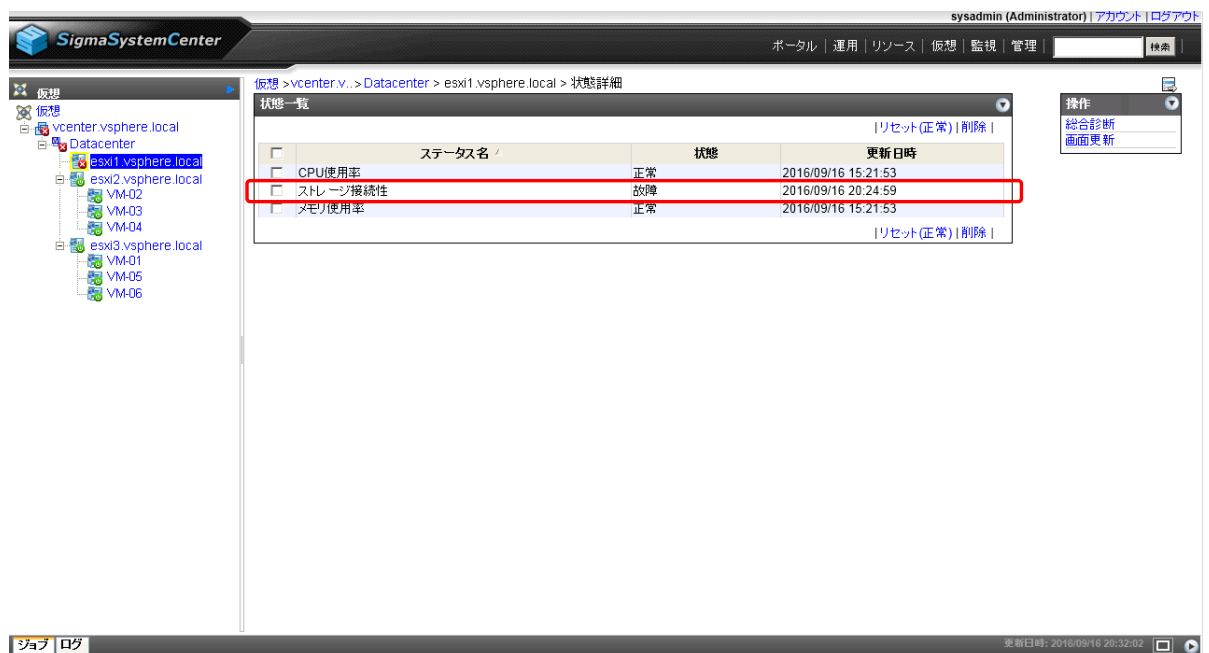 sysadmin (Administrator) | アカウント | ログアウト
SigmaSystemCenter
ポータル | 運用 | リソース | 仮想 | 監視 | 管理 | 検索 |
仮想
仮想
vcenter.vsphere.local
Datacenter
esxi1.vsphere.local
esxi2.vsphere.local
VM-02
VM-03
VM-04
esxi3.vsphere.local
VM-01
VM-05
VM-06
仮想 > vcenter.v.. > Datacenter > esxi1.vsphere.local > 状態詳細
状態一覧
| リセット(正常) | 削除 |
ステータス名 状態 更新日時
CPU使用率 正常 2016/09/16 15:21:53
ストレージ接続性 故障 2016/09/16 20:24:59
メモリ使用率 正常 2016/09/16 15:21:53
| リセット(正常) | 削除 |
操作
総合診断
画面更新
ジョブ ログ
更新日時: 2016/09/16 20:32:02